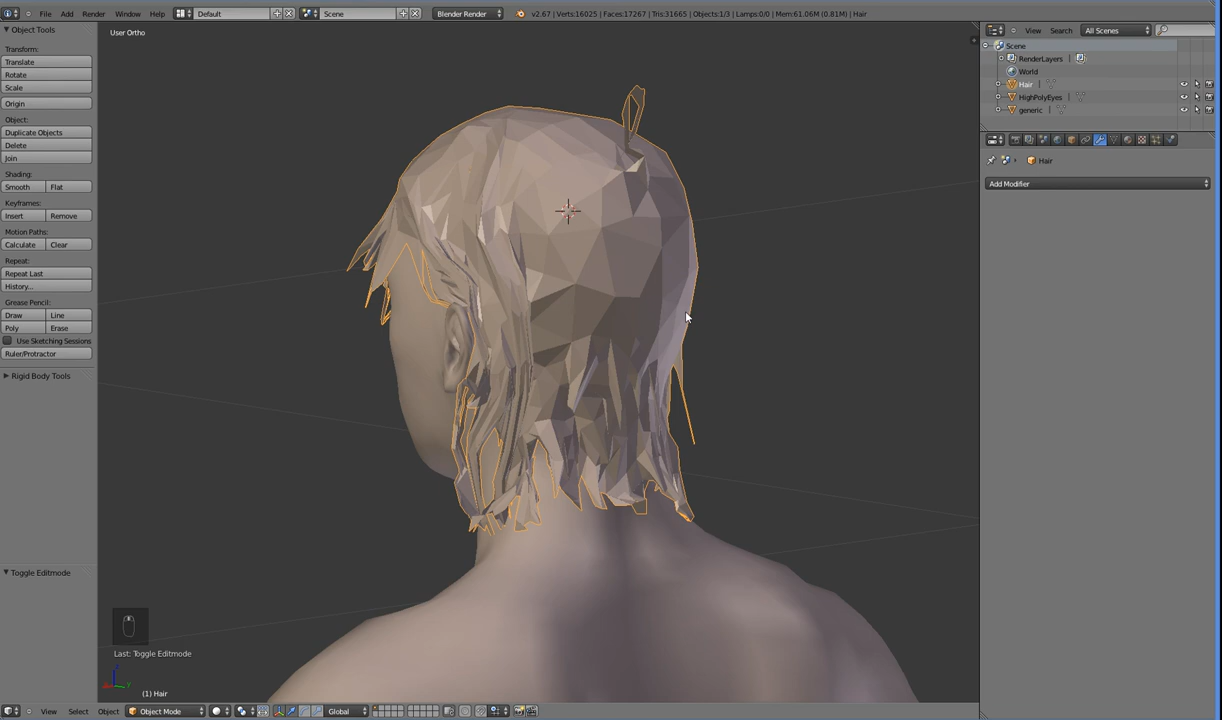 File Add Render Window Help Default Scene Blender Render v2.67 | Verts:16025 | Faces:17267 | Tris:31665 | Objects:1/3 | Lamps:0/0 | Mem:61.06M (0.81M) | Hair
Object Tools
Transform:
Translate
Rotate
Scale
Origin
Object:
Duplicate Objects
Delete
Join
Shading:
Smooth Flat
Keyframes:
Insert Remove
Motion Paths:
Calculate Clear
Repeat:
Repeat Last
History...
Grease Pencil:
Draw Line
Poly Erase
Use Sketching Sessions
Ruler/Protractor
Rigid Body Tools
Toggle Editmode
User Ortho
Last: Toggle Editmode
(1) Hair
View Select Object Object Mode Global
View Search All Scenes
Scene
RenderLayers
World
Hair
HighPolyEyes
generic
Hair
Add Modifier